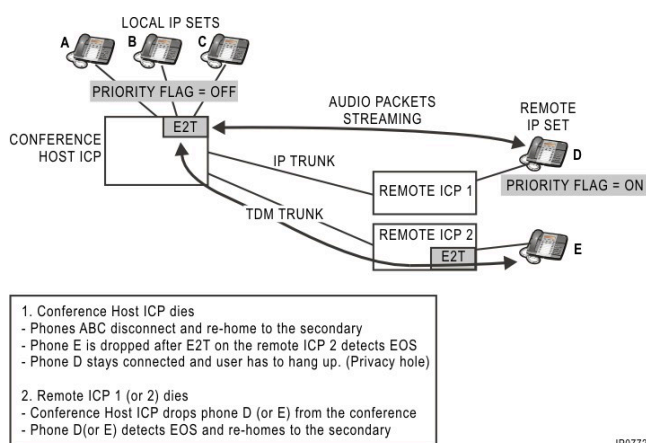 LOCAL IP SETS
A
B
C
PRIORITY FLAG = OFF
E2T
CONFERENCE
HOST ICP
AUDIO PACKETS
STREAMING
REMOTE
IP SET
D
IP TRUNK
REMOTE ICP 1
PRIORITY FLAG = ON
TDM TRUNK
REMOTE ICP 2
E2T
E
1. Conference Host ICP dies
- Phones ABC disconnect and re-home to the secondary
- Phone E is dropped after E2T on the remote ICP 2 detects EOS
- Phone D stays connected and user has to hang up. (Privacy hole)
2. Remote ICP 1 (or 2) dies
- Conference Host ICP drops phone D (or E) from the conference
- Phone D(or E) detects EOS and re-homes to the secondary